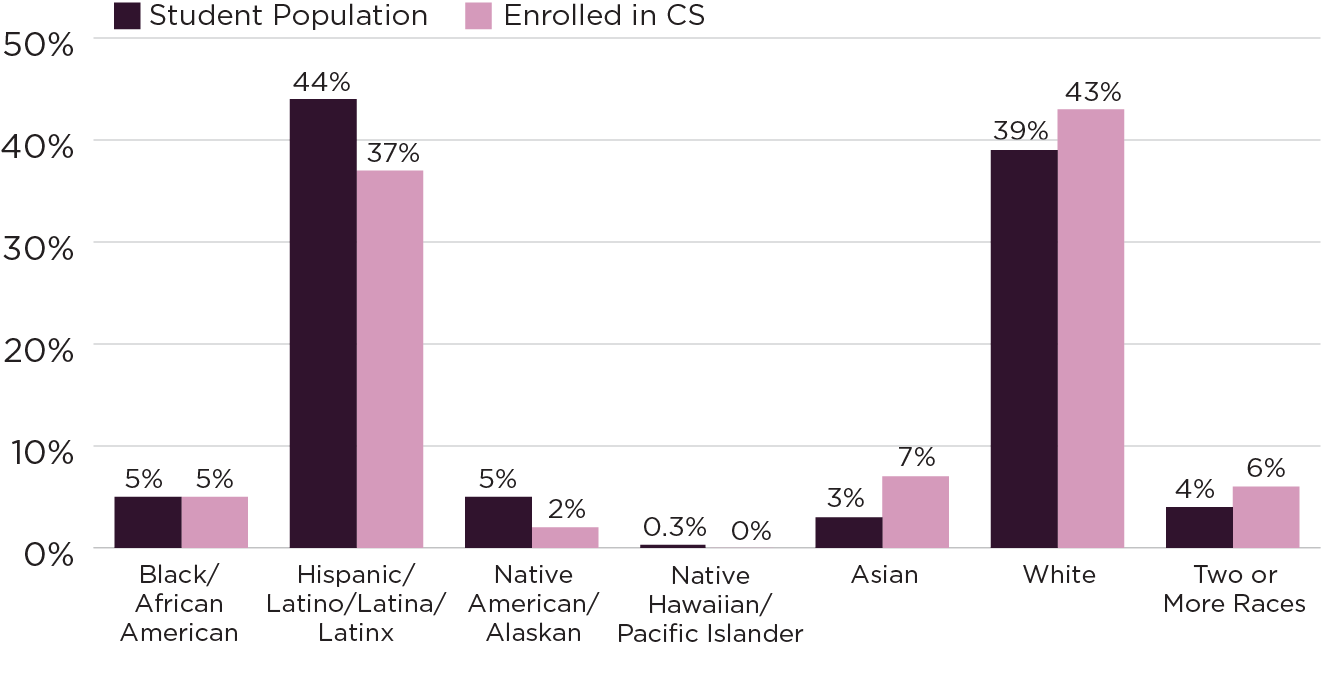 Student Population Enrolled in CS
50%
40%
30%
20%
10%
0%
5% 5%
44% 37%
5% 2%
0.3% 0%
3% 7%
39% 43%
4% 6%
Black/
African
American
Hispanic/
Latino/Latina/
Latinx
Native
American/
Alaskan
Native
Hawaiian/
Pacific Islander
Asian
White
Two or
More Races